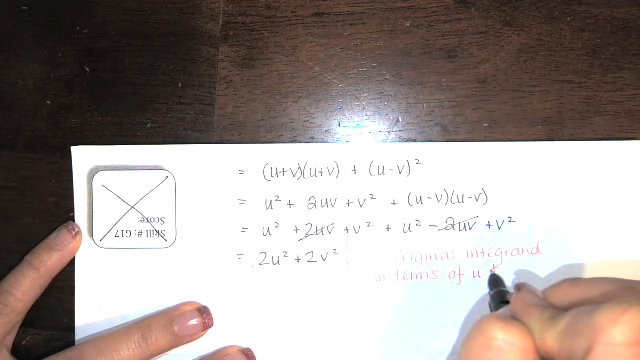 = (u+v)(u+v) + (u-v)²
= u² + 2uv + v² + (u-v)(u-v)
= u² + 2uv + v² + u² - 2uv + v²
= 2u² + 2v²
original integrand
in terms of u
Skill #: G17
Score: